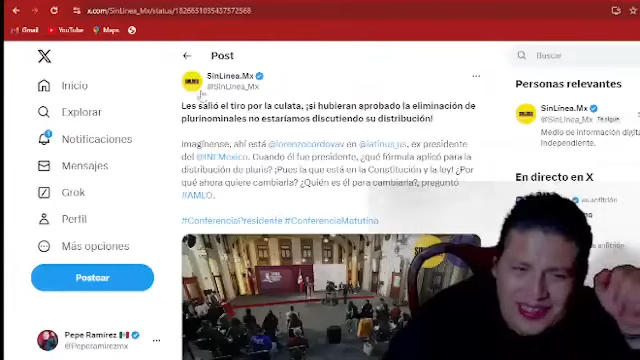 x.com/SinLinea_Mx/status/1826651035437572568
Gmail
YouTube
Maps
Inicio
Explorar
Notificaciones
Mensajes
Grok
Perfil
Más opciones
Postear
Pepe Ramírez
@Peperamirezmx
Post
SinLinea.Mx
@SinLinea_Mx
Les salió el tiro por la culata, ¡si hubieran aprobado la eliminación de
plurinominales no estaríamos discutiendo su distribución!
Imagínense, ahí está @lorenzocordovav en @latinus_us, ex presidente
del @INEMexico. Cuando él fue presidente, ¿qué fórmula aplicó para la
distribución de pluris? ¡Pues la que está en la Constitución y la ley! ¿Por
qué ahora quiere cambiarla? ¿Quién es él para cambiarla?, preguntó
#AMLO.
#ConferenciaPresidente #ConferenciaMatutina
Buscar
Personas relevantes
SinLinea.Mx
@SinLinea_Mx
Medio de información digital
Independiente.
En directo en X